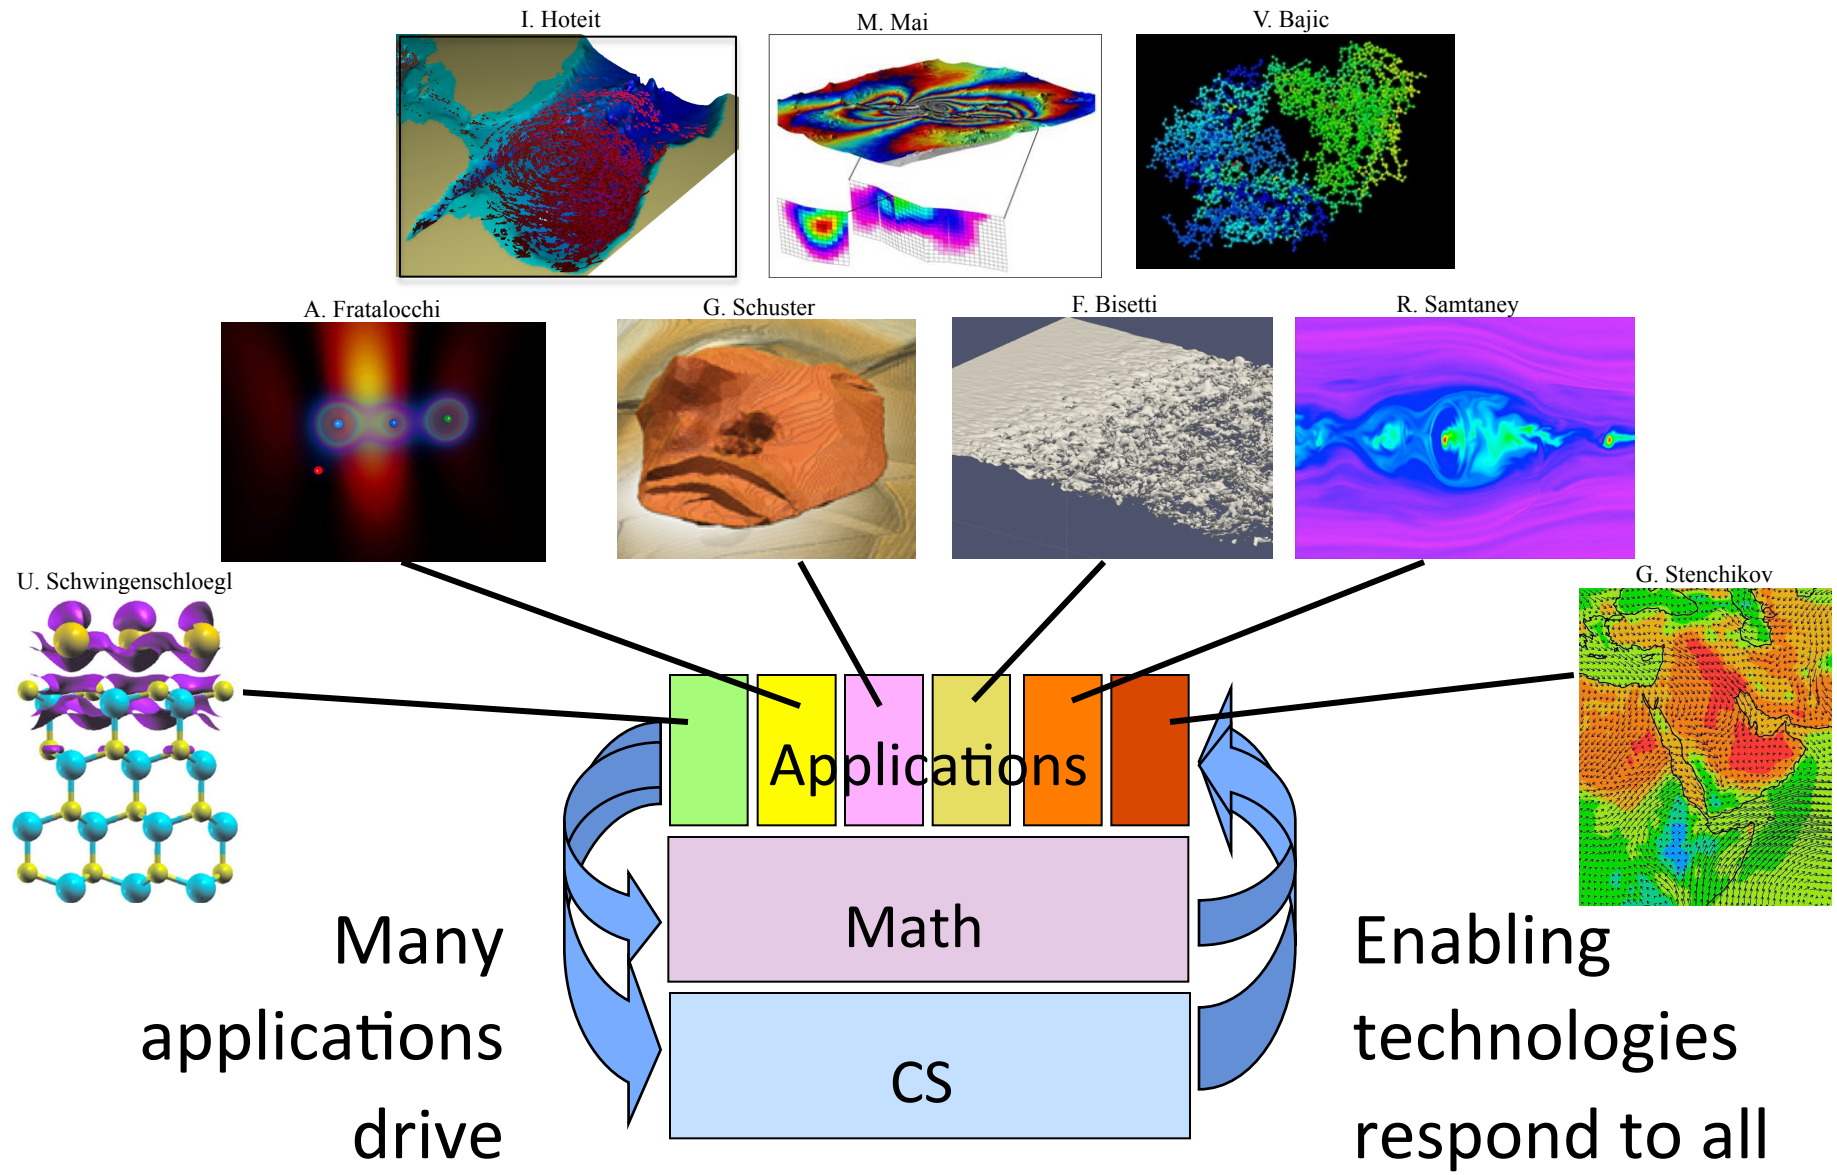 I. Hoteit
M. Mai
V. Bajic
A. Fratalocchi
G. Schuster
F. Bisetti
R. Samtaney
U. Schwingenschloegl
G. Stenchikov
Applications
Math
CS
Many
applications
drive
Enabling
technologies
respond to all